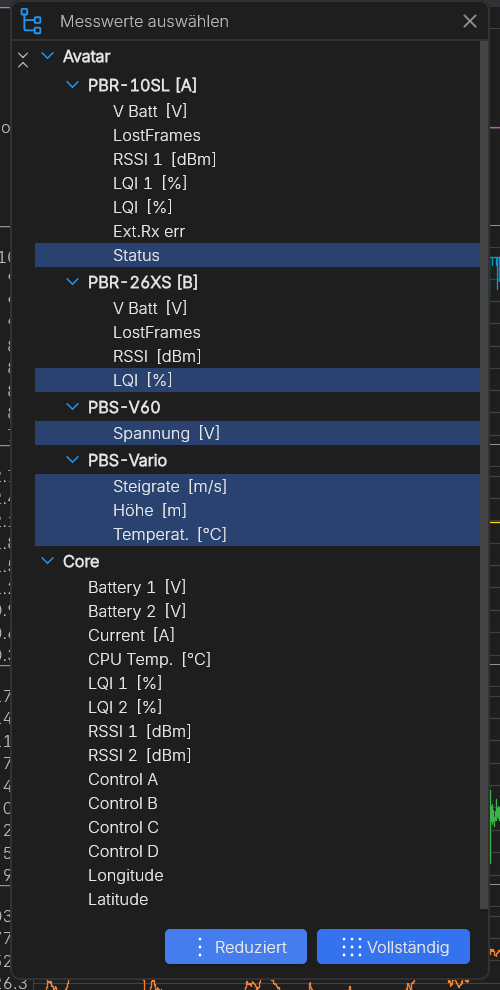 Messwerte auswählen
Avatar
PBR-10SL [A]
V Batt [V]
LostFrames
RSSI 1 [dBm]
LQI 1 [%]
LQI [%]
Ext.Rx err
Status
PBR-26XS [B]
V Batt [V]
LostFrames
RSSI [dBm]
LQI [%]
PBS-V60
Spannung [V]
PBS-Vario
Steigrate [m/s]
Höhe [m]
Temperat. [°C]
Core
Battery 1 [V]
Battery 2 [V]
Current [A]
CPU Temp. [°C]
LQI 1 [%]
LQI 2 [%]
RSSI 1 [dBm]
RSSI 2 [dBm]
Control A
Control B
Control C
Control D
Longitude
Latitude
Reduziert Vollständig